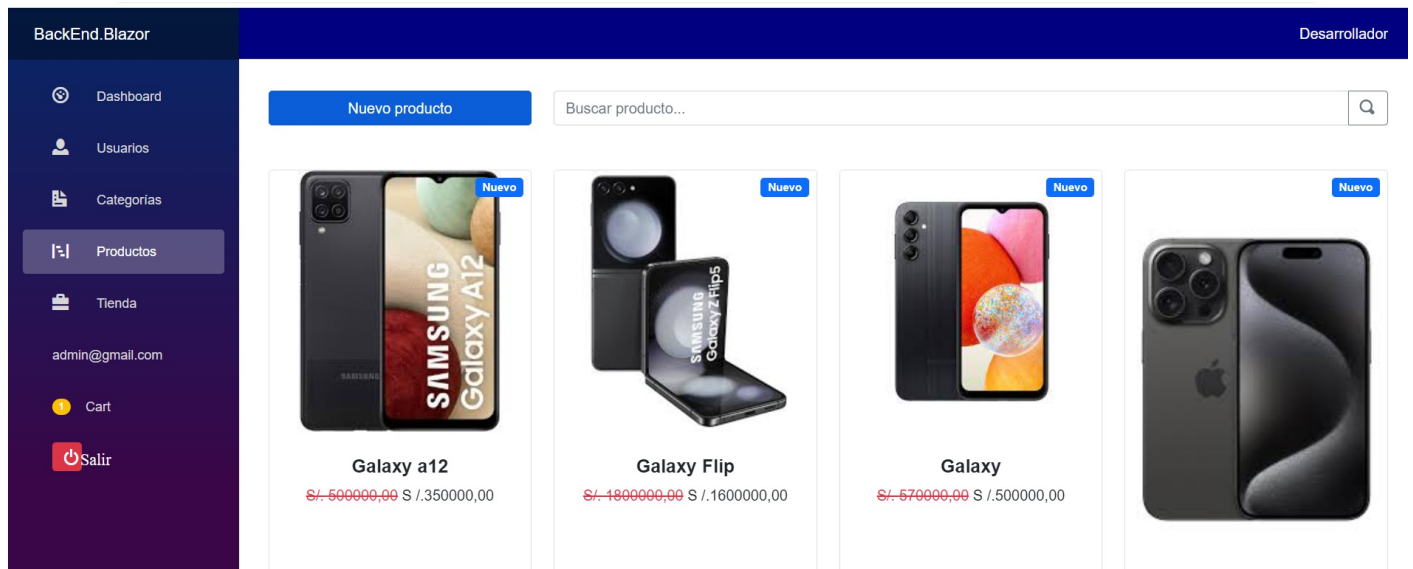 BackEnd.Blazor
Desarrollador
Dashboard
Usuarios
Categorías
Productos
Tienda
admin@gmail.com
1 Cart
Salir
Nuevo producto
Buscar producto...
Nuevo
SAMSUNG
SAMSUNG
Galaxy A12
Galaxy a12
S/. 500000,00 S /.350000,00
Nuevo
SAMSUNG
Galaxy Z Flip5
Galaxy Flip
S/. 1800000,00 S /.1600000,00
Nuevo
Galaxy
S/. 570000,00 S /.500000,00
Nuevo